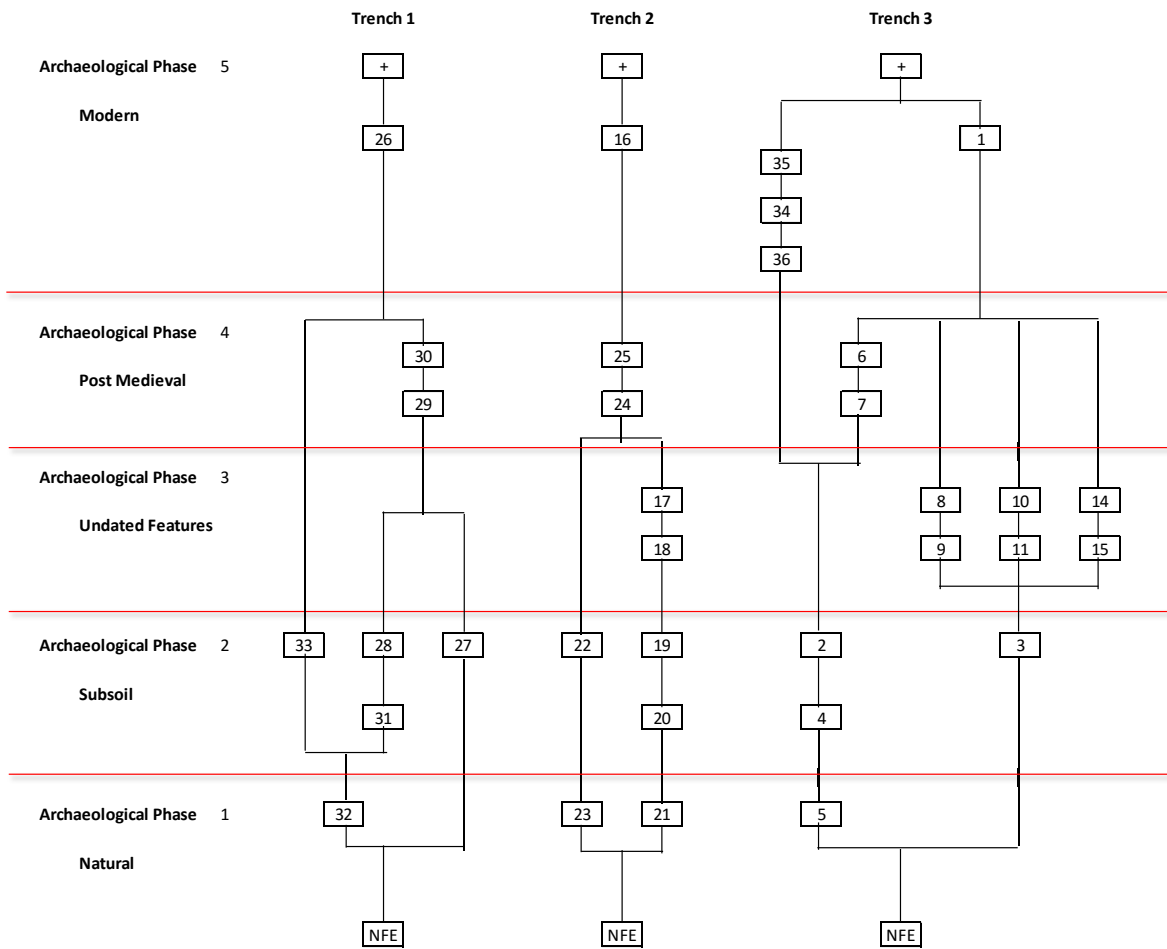 Trench 1 Trench 2 Trench 3
Archaeological Phase 5 + + +
Modern
26 16 1
35
34
36
Archaeological Phase 4
30 25 6
Post Medieval
29 24 7
Archaeological Phase 3
17 8 10 14
Undated Features
18 9 11 15
Archaeological Phase 2 33 28 27 22 19 2 3
Subsoil
31 20 4
Archaeological Phase 1 32 23 21 5
Natural
NFE NFE NFE